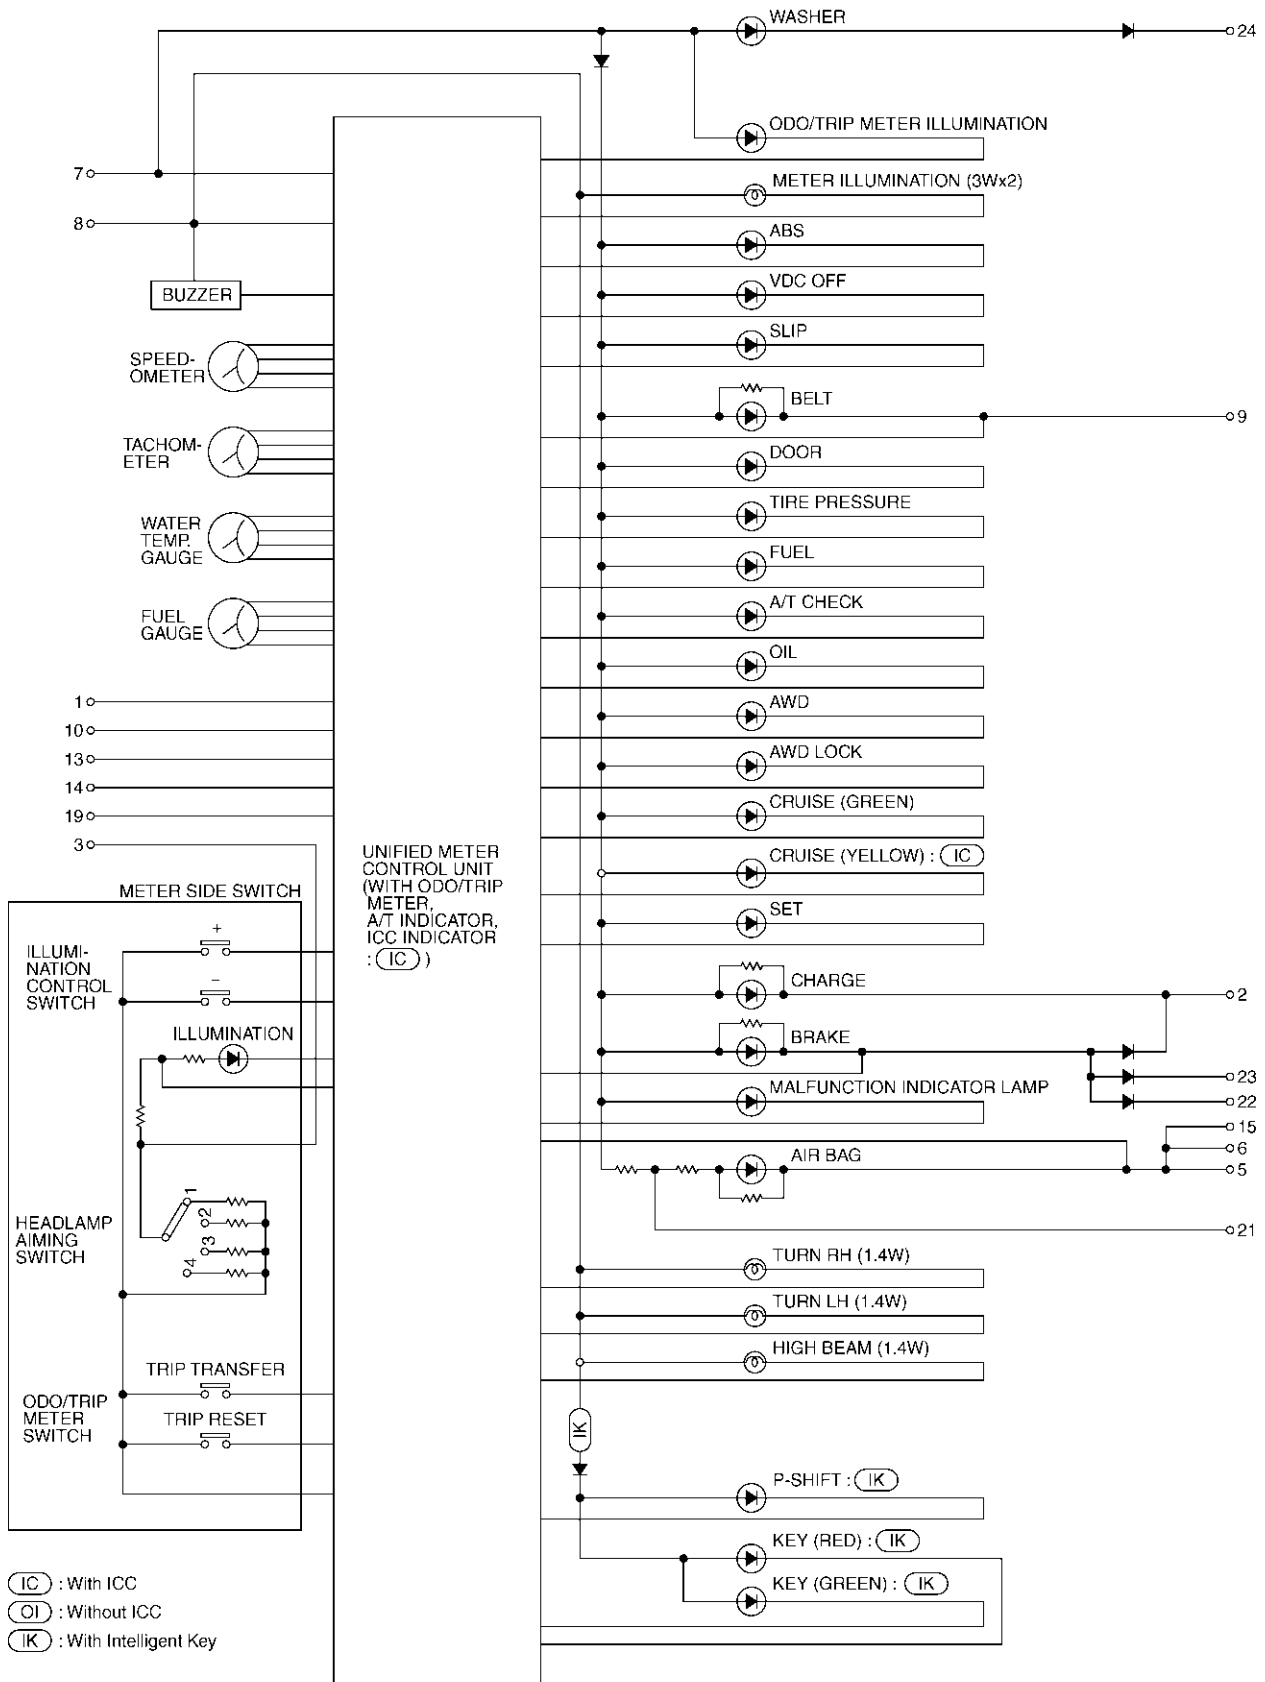 WASHER
24
ODO/TRIP METER ILLUMINATION
7
METER ILLUMINATION (3Wx2)
8
ABS
VDC OFF
BUZZER
SLIP
SPEED-
OMETER
BELT
9
TACHOM-
ETER
DOOR
TIRE PRESSURE
WATER
TEMP.
GAUGE
FUEL
A/T CHECK
FUEL
GAUGE
OIL
1
AWD
10
AWD LOCK
13
14
CRUISE (GREEN)
19
3
UNIFIED METER
CONTROL UNIT
(WITH ODO/TRIP
METER,
A/T INDICATOR,
ICC INDICATOR
: IC )
CRUISE (YELLOW) : IC
METER SIDE SWITCH
SET
+
ILLUMI-
NATION
CONTROL
SWITCH
−
CHARGE
2
ILLUMINATION
BRAKE
23
MALFUNCTION INDICATOR LAMP
22
15
6
AIR BAG
5
1
2
3
4
HEADLAMP
AIMING
SWITCH
21
TURN RH (1.4W)
TURN LH (1.4W)
HIGH BEAM (1.4W)
TRIP TRANSFER
ODO/TRIP
METER
SWITCH
TRIP RESET
IK
P-SHIFT : IK
KEY (RED) : IK
KEY (GREEN) : IK
IC : With ICC
OI : Without ICC
IK : With Intelligent Key